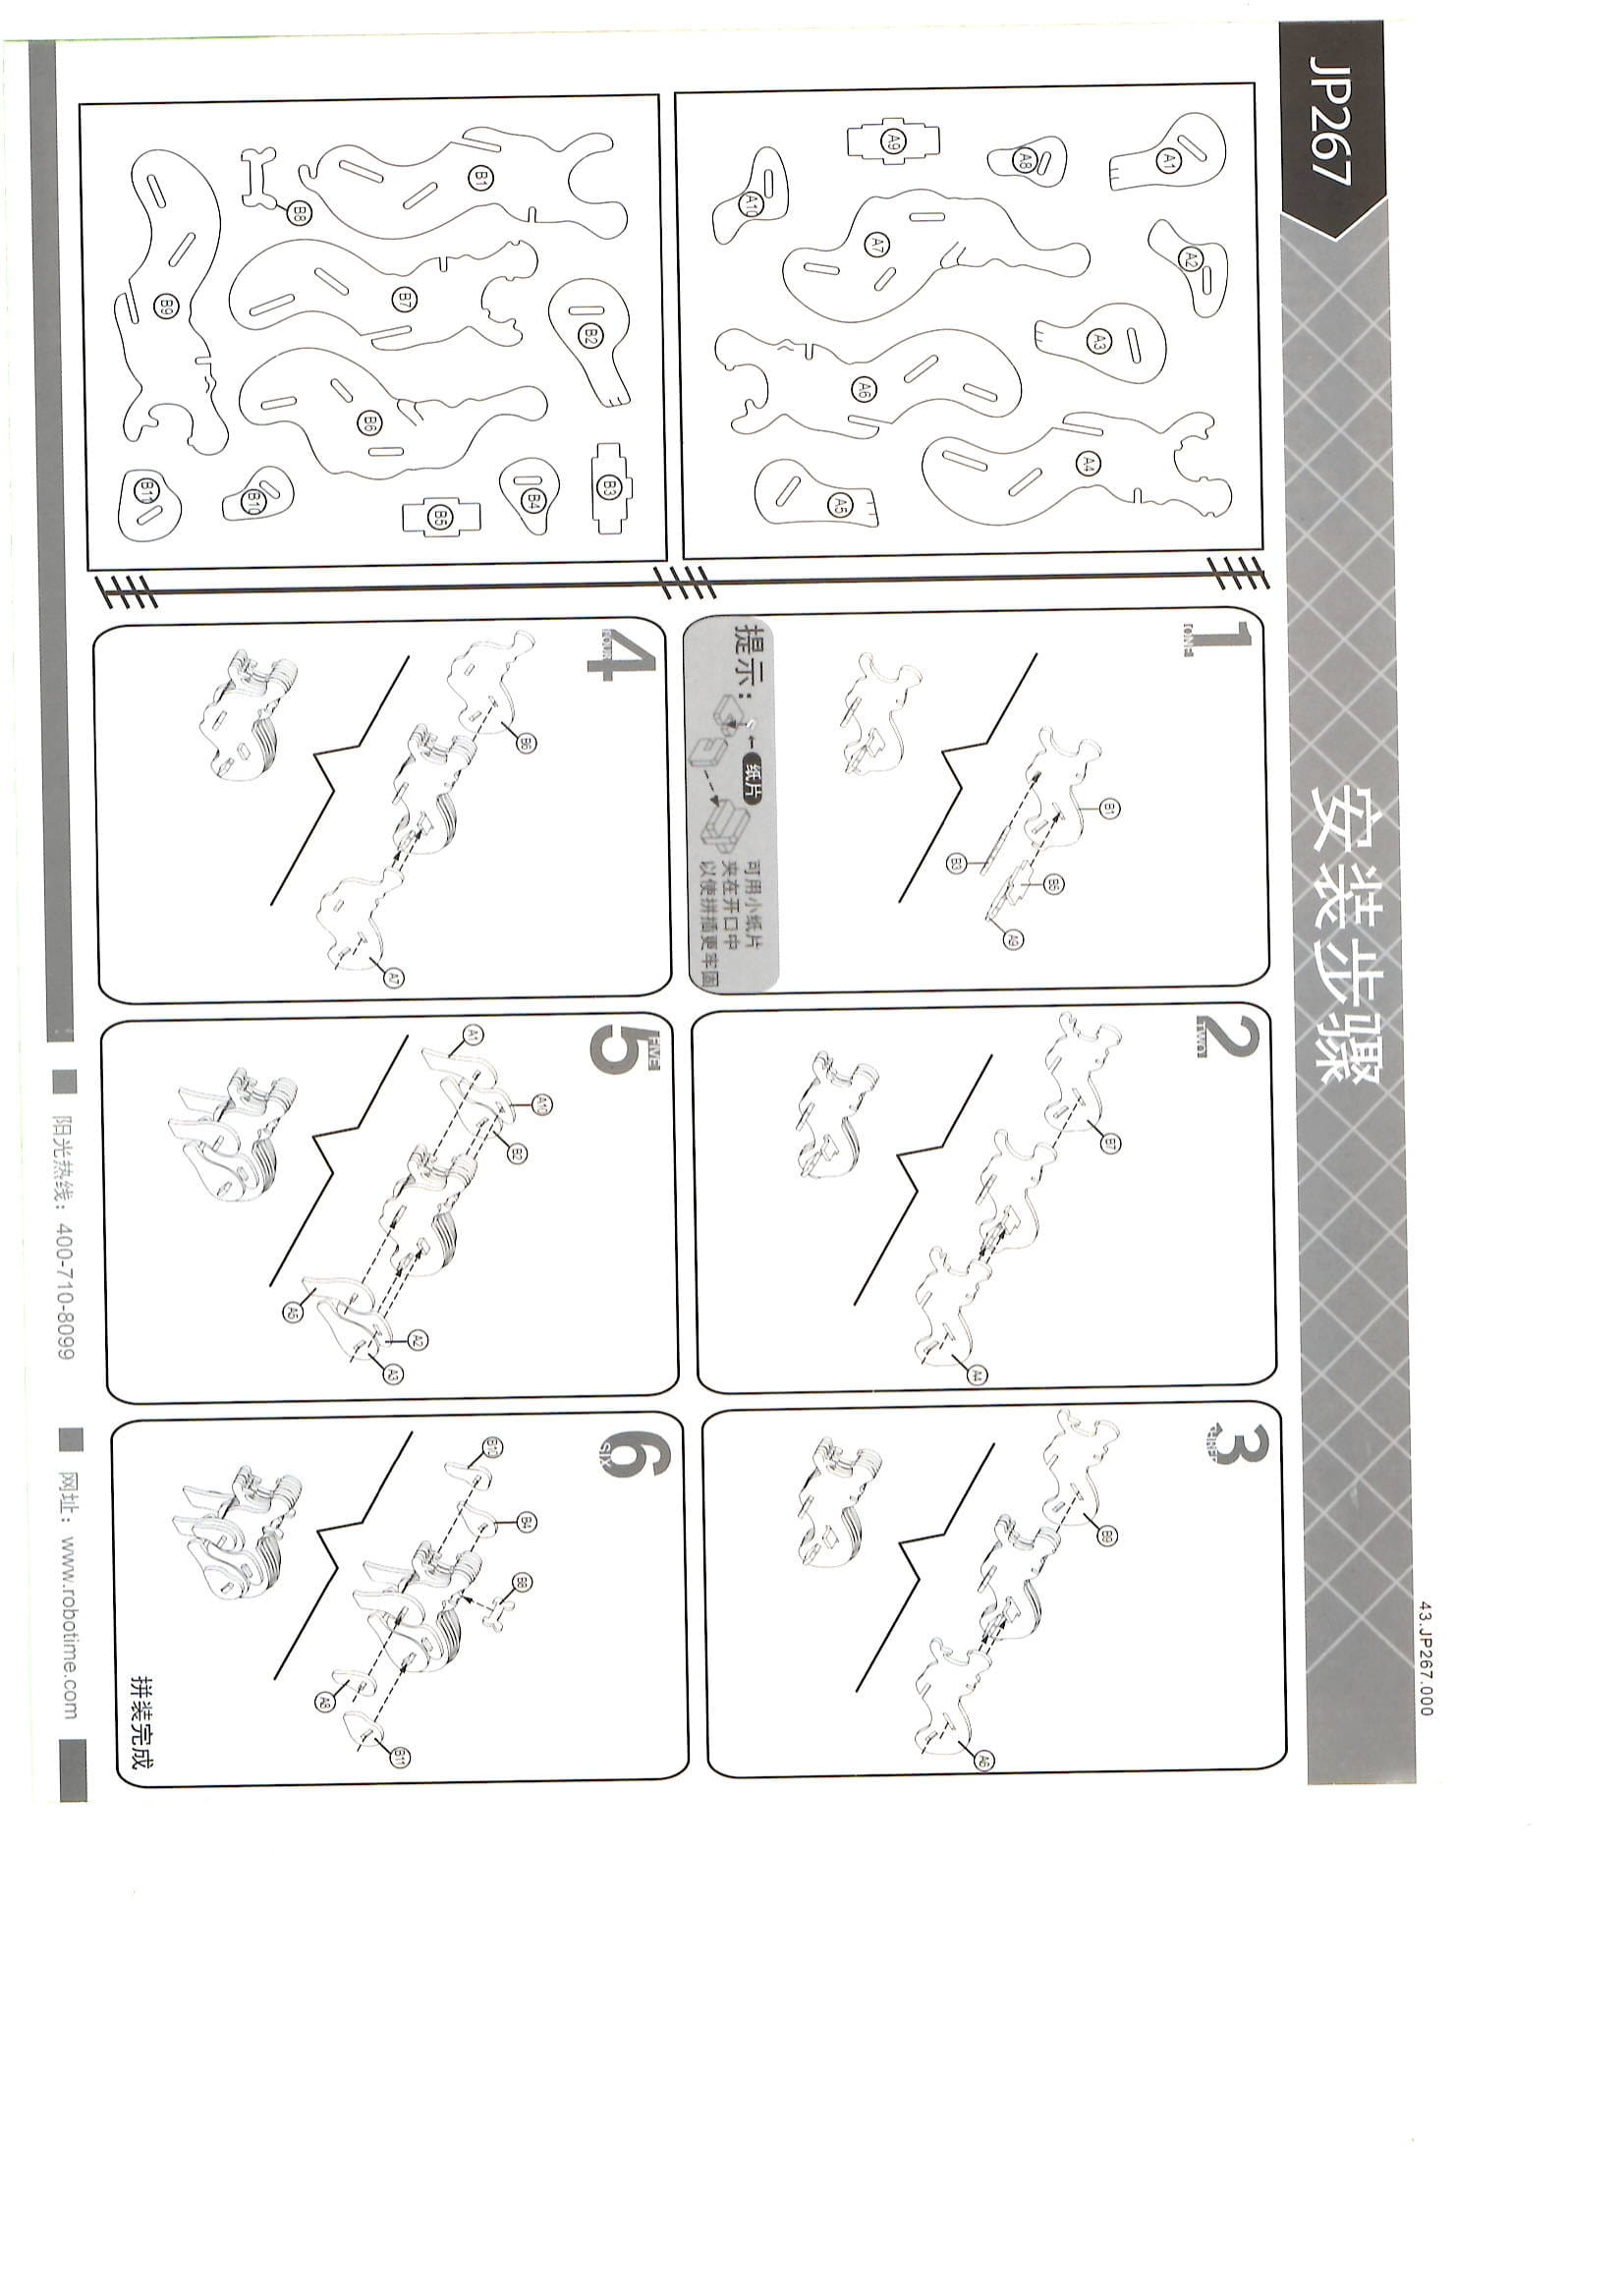 JP267
安装步骤
43.JP267.000
A1
A2
A3
A4
A5
A6
A7
A8
A9
A10
B1
B2
B3
B4
B5
B6
B7
B8
B9
B10
B11
1
B1
B5
B3
A9
提示：
纸片
可用小纸片
夹在开口中
以使拼插更牢固
2
TWO
B7
A4
3
B9
A6
4
B6
A7
5
FIVE
A1
A10
B2
A5
A2
A3
6
SIX
B10
B4
B8
A8
B11
拼装完成
阳光热线：400-710-8099
网址：www.robotime.com